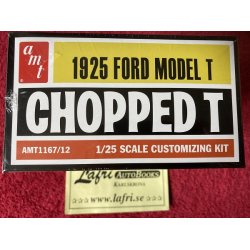 amt
1925 FORD MODEL T
CHOPPED T
AMT1167/12
1/25 SCALE CUSTOMIZING KIT
Lafri AutoBooks
KARLSKRONA
www.lafri.se